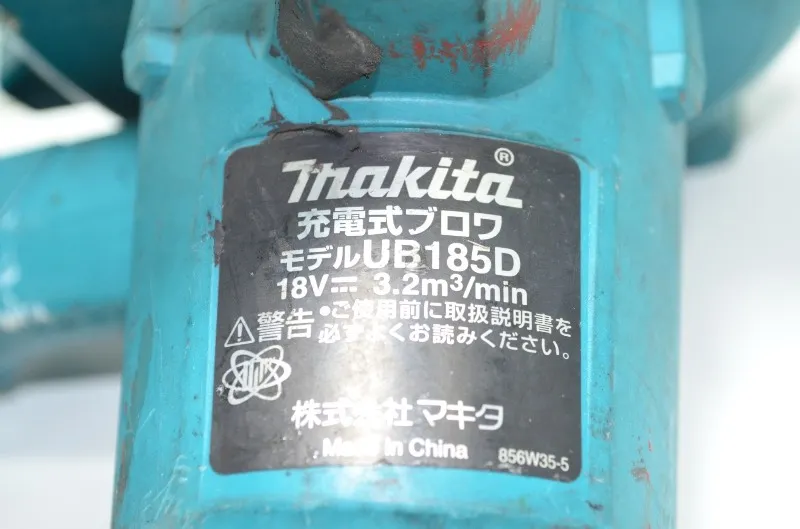 makita®
充電式ブロワ
モデルUB185D
18V⎓ 3.2m³/min
⚠警告 •ご使用前に取扱説明書を
必ずよくお読みください。
株式会社 マキタ
Made in China 856W35-5